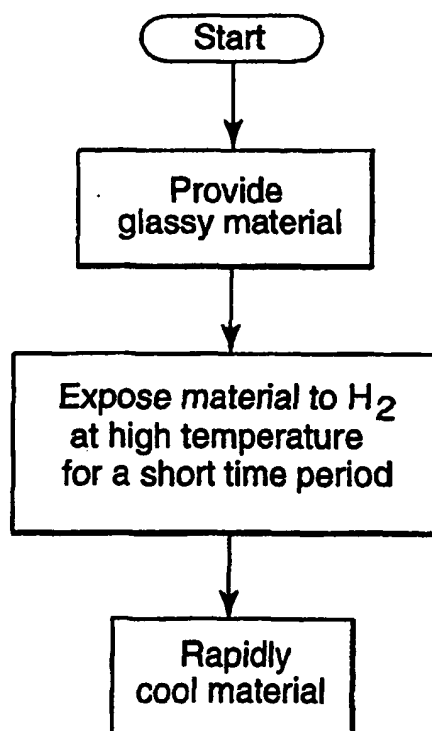 Start
Provide
glassy material
Expose material to H2
at high temperature
for a short time period
Rapidly
cool material